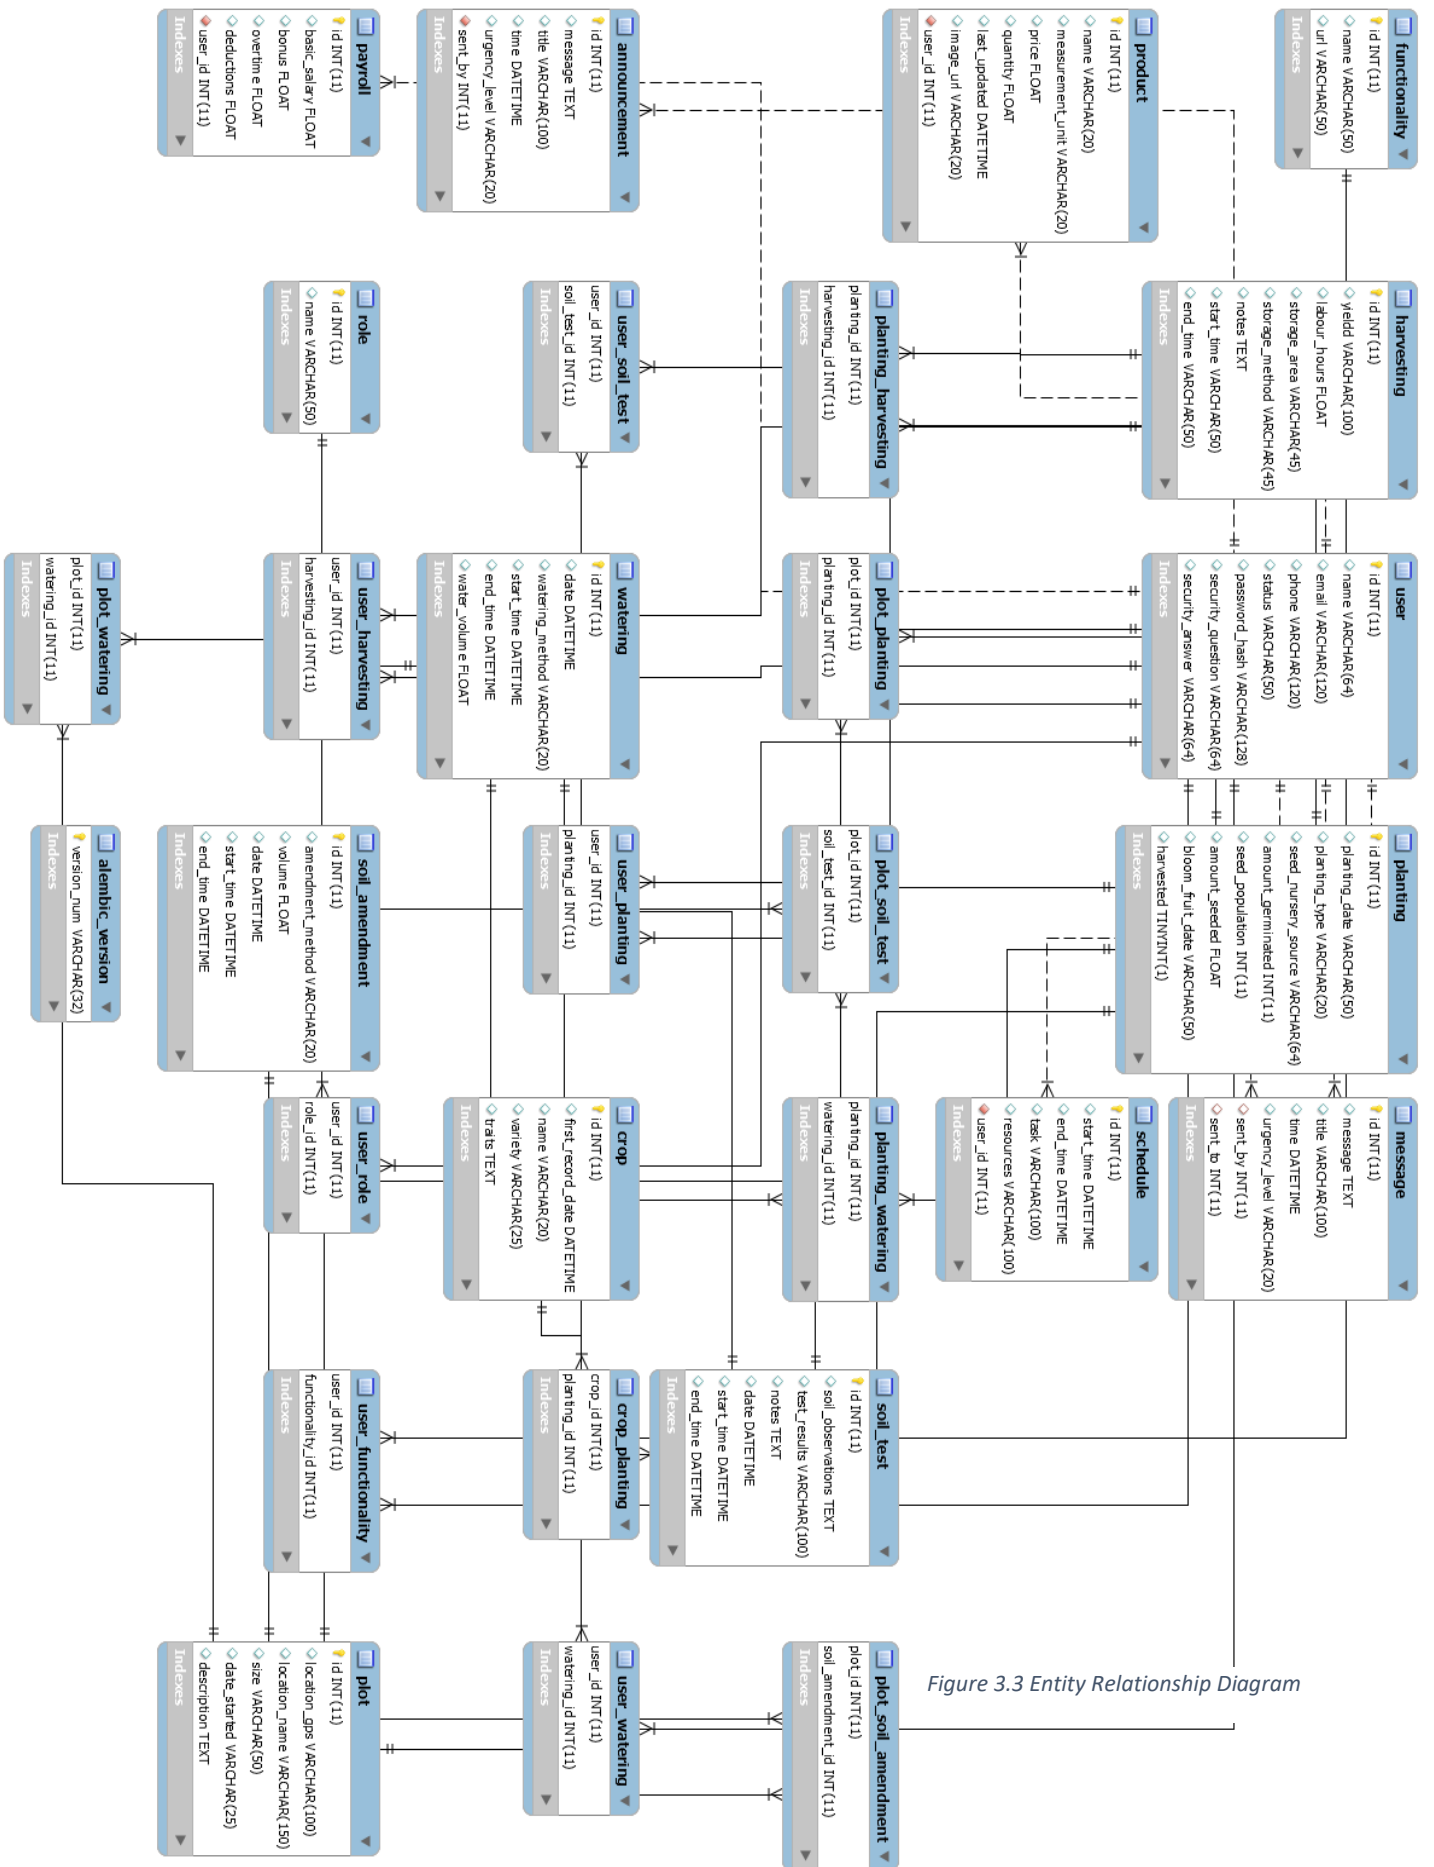 functionality
id INT(11)
name VARCHAR(50)
url VARCHAR(50)
Indexes
harvesting
id INT(11)
yieldd VARCHAR(100)
labour_hours FLOAT
storage_area VARCHAR(45)
storage_method VARCHAR(45)
notes TEXT
start_time VARCHAR(50)
end_time VARCHAR(50)
Indexes
user
id INT(11)
name VARCHAR(64)
email VARCHAR(120)
phone VARCHAR(120)
status VARCHAR(50)
password_hash VARCHAR(128)
security_question VARCHAR(64)
security_answer VARCHAR(64)
Indexes
planting
id INT(11)
planting_date VARCHAR(50)
planting_type VARCHAR(20)
seed_nursery_source VARCHAR(64)
amount_germinated INT(11)
seed_population INT(11)
amount_seeded FLOAT
bloom_fruit_date VARCHAR(50)
harvested TINYINT(1)
Indexes
message
id INT(11)
message TEXT
title VARCHAR(100)
time DATETIME
urgency_level VARCHAR(20)
sent_by INT(11)
sent_to INT(11)
Indexes
product
id INT(11)
name VARCHAR(20)
measurement_unit VARCHAR(20)
price FLOAT
quantity FLOAT
last_updated DATETIME
image_url VARCHAR(20)
user_id INT(11)
Indexes
schedule
id INT(11)
start_time DATETIME
end_time DATETIME
task VARCHAR(100)
resources VARCHAR(100)
user_id INT(11)
Indexes
planting_harvesting
planting_id INT(11)
harvesting_id INT(11)
Indexes
plot_planting
plot_id INT(11)
planting_id INT(11)
Indexes
plot_soil_test
plot_id INT(11)
soil_test_id INT(11)
Indexes
planting_watering
planting_id INT(11)
watering_id INT(11)
Indexes
soil_test
id INT(11)
soil_observations TEXT
test_results VARCHAR(100)
notes TEXT
date DATETIME
start_time DATETIME
end_time DATETIME
Indexes
plot_soil_amendment
plot_id INT(11)
soil_amendment_id INT(11)
Indexes
announcement
id INT(11)
message TEXT
title VARCHAR(100)
time DATETIME
urgency_level VARCHAR(20)
sent_by INT(11)
Indexes
user_soil_test
user_id INT(11)
soil_test_id INT(11)
Indexes
watering
id INT(11)
date DATETIME
watering_method VARCHAR(20)
start_time DATETIME
end_time DATETIME
water_volume FLOAT
Indexes
user_planting
user_id INT(11)
planting_id INT(11)
Indexes
crop
id INT(11)
first_record_date DATETIME
name VARCHAR(20)
variety VARCHAR(25)
traits TEXT
Indexes
crop_planting
crop_id INT(11)
planting_id INT(11)
Indexes
user_watering
user_id INT(11)
watering_id INT(11)
Indexes
payroll
id INT(11)
basic_salary FLOAT
bonus FLOAT
overtime FLOAT
deductions FLOAT
user_id INT(11)
Indexes
role
id INT(11)
name VARCHAR(50)
Indexes
user_harvesting
user_id INT(11)
harvesting_id INT(11)
Indexes
soil_amendment
id INT(11)
amendment_method VARCHAR(20)
volume FLOAT
date DATETIME
start_time DATETIME
end_time DATETIME
Indexes
user_role
user_id INT(11)
role_id INT(11)
Indexes
user_functionality
user_id INT(11)
functionality_id INT(11)
Indexes
plot
id INT(11)
location_gps VARCHAR(100)
location_name VARCHAR(150)
size VARCHAR(50)
date_started VARCHAR(25)
description TEXT
Indexes
plot_watering
plot_id INT(11)
watering_id INT(11)
Indexes
alembic_version
version_num VARCHAR(32)
Indexes
Figure 3.3 Entity Relationship Diagram